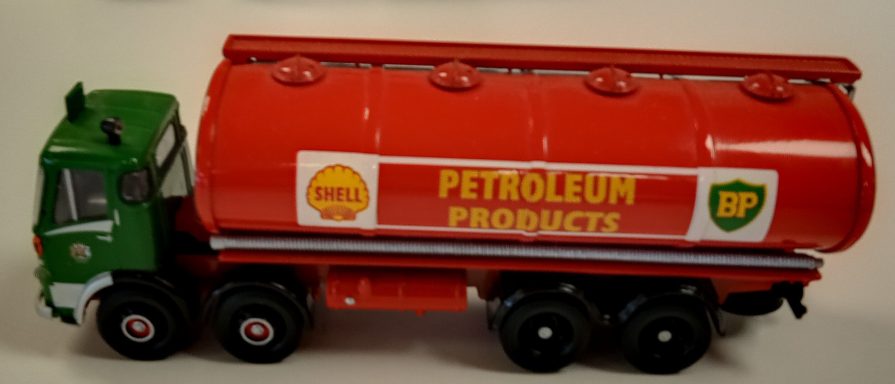 SHELL
PETROLEUM
PRODUCTS
BP